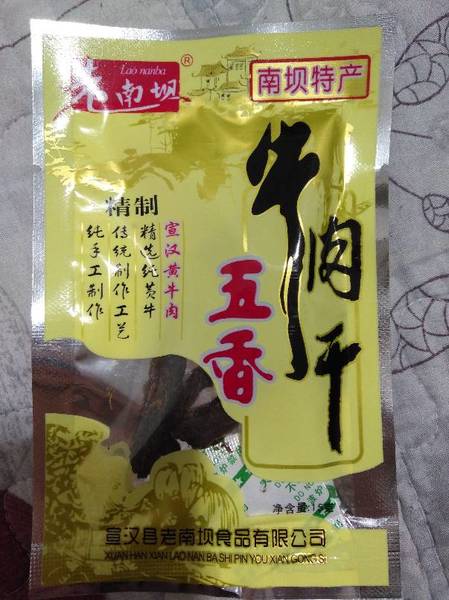 Lao nanba
老南坝
®
南坝特产
牛肉干
五香
精制
宣汉黄牛肉
精选纯黄牛
传统制作工艺
纯手工制作
净含量:
宣汉县老南坝食品有限公司
XUAN HAN XIAN LAO NAN BA SHI PIN YOU XIAN GONG SI